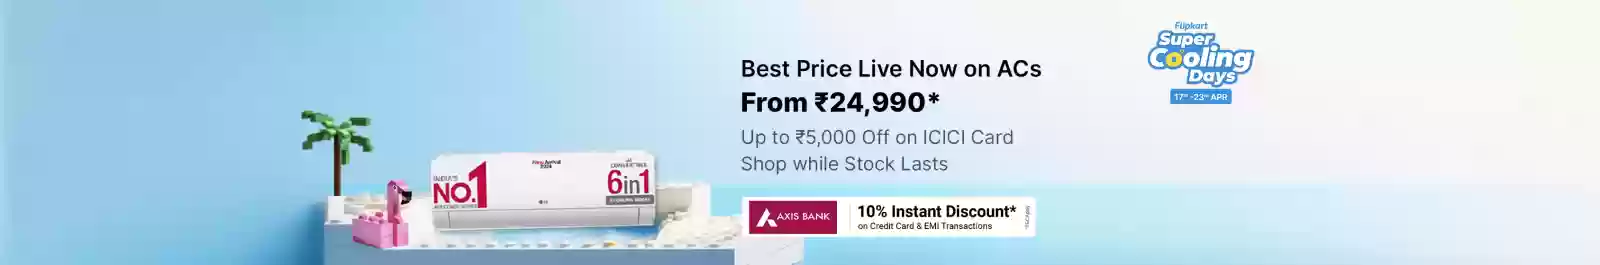 Best Price Live Now on ACs
From ₹24,990*
Up to ₹5,000 Off on ICICI Card
Shop while Stock Lasts
AXIS BANK
10% Instant Discount*
on Credit Card & EMI Transactions
*T&C Apply
Flipkart
Super
Cooling
Days
17th -23rd APR
INDIA'S
NO.1
New Arrival
2024
6in1
LG